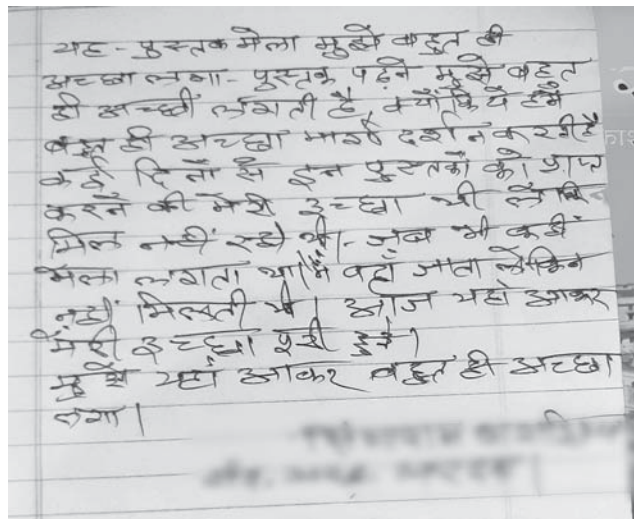 यह - पुस्तक मेला मुझे बहुत ही
अच्छा लगा - पुस्तक पढ़ने मुझे बहुत
ही अच्छी लगती है क्योंकि ये हमें
बहुत ही अच्छा मार्ग दर्शन करती है
कई दिनों से इन पुस्तकों को प्राप्त
करने की मेरी इच्छा थी लेकिन
मिल नहीं रही थी। - जब भी कहीं
मेला लगता था मैं वहाँ जाता लेकिन
नहीं मिलती थी। आज यहाँ आकर
मेरी इच्छा पूरी हुई।
मुझे यहाँ आकर बहुत ही अच्छा
लगा।